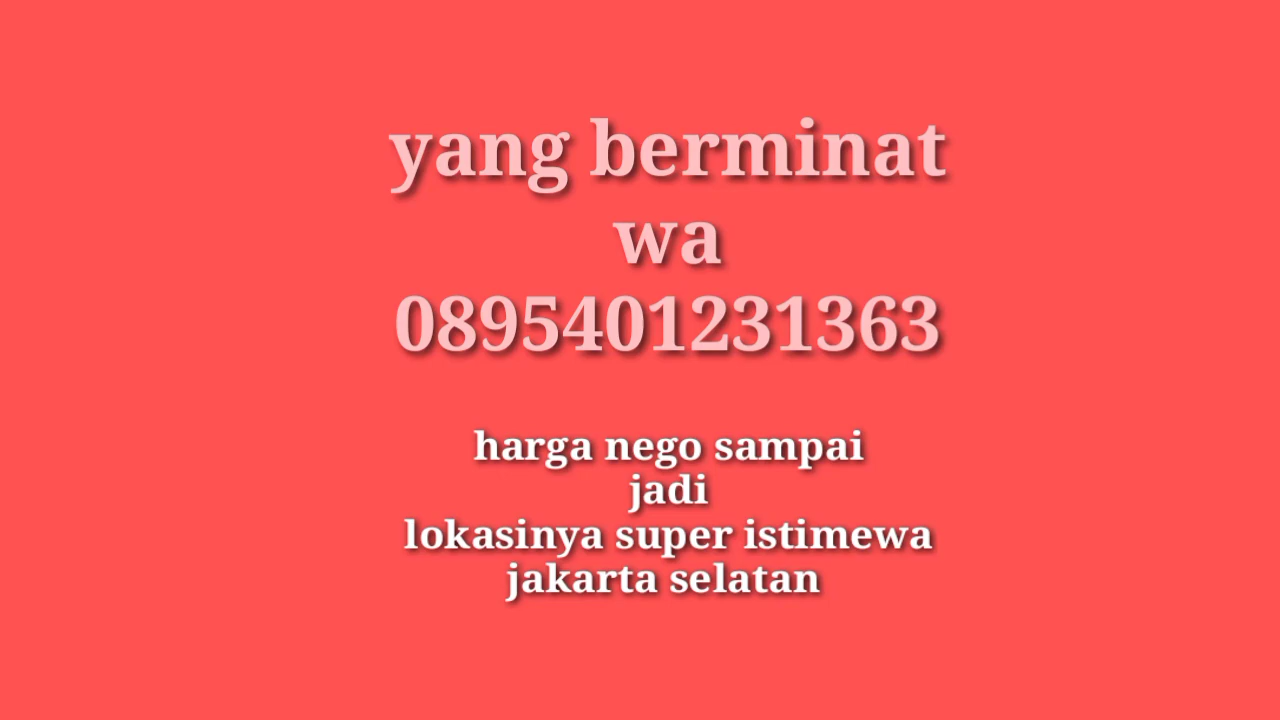 yang berminat
wa
0895401231363
harga nego sampai
jadi
lokasinya super istimewa
jakarta selatan